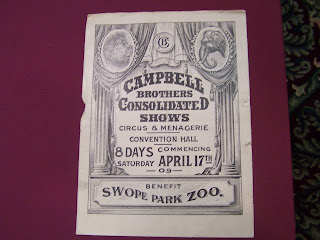 CB
CAMPBELL
BROTHERS
CONSOLIDATED
SHOWS
CIRCUS & MENAGERIE
CONVENTION HALL
8 DAYS COMMENCING
SATURDAY APRIL 17TH
09
BENEFIT
SWOPE PARK ZOO.